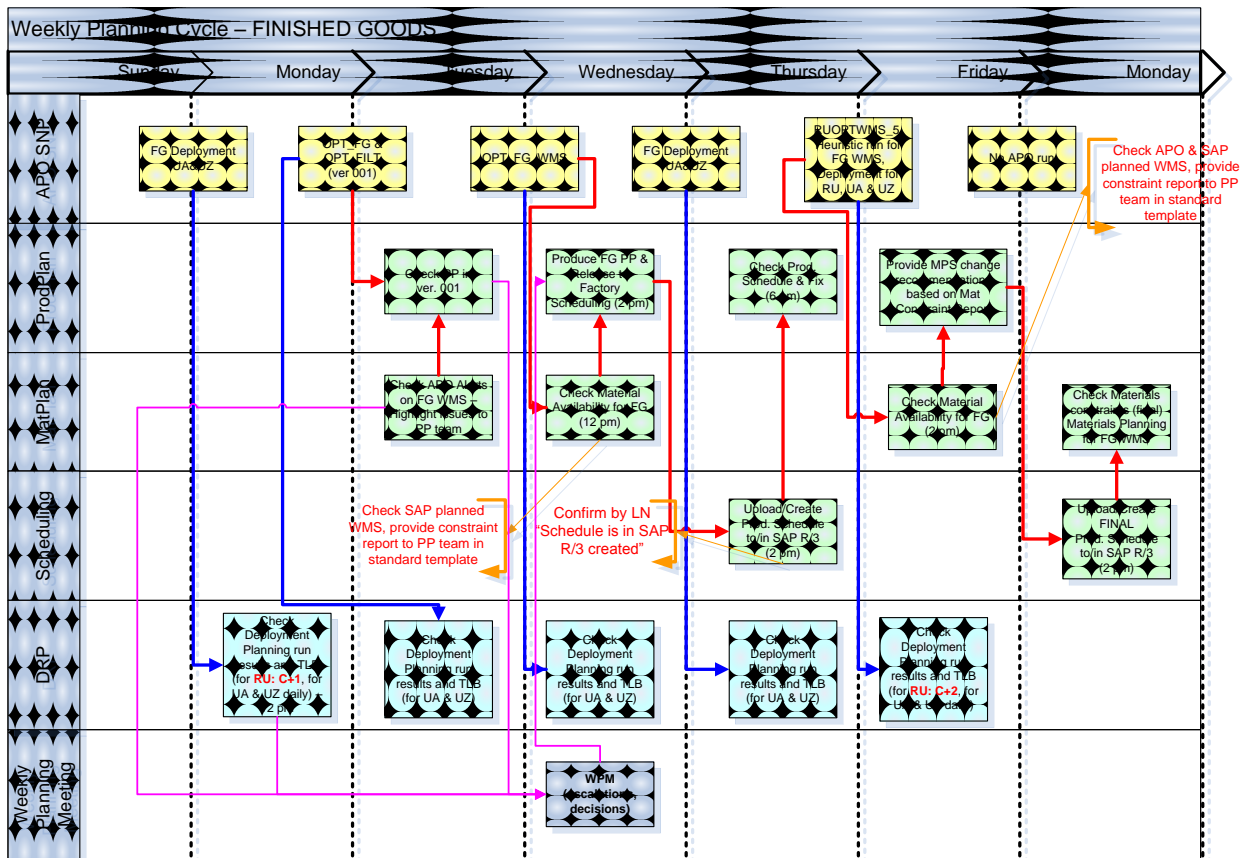 Weekly Planning Cycle – FINISHED GOODS
Sunday
Monday
Tuesday
Wednesday
Thursday
Friday
Monday
APO SNP
FG Deployment
UA&UZ
OPT_FG &
OPT_FILT
(ver 001)
OPT_FG_WMS
FG Deployment
UA&UZ
RUOPTWMS_5,
Heuristic run for
FG WMS,
Deployment for
RU, UA & UZ
No APO run
Check APO & SAP
planned WMS, provide
constraint report to PP
team in standard
template
ProdPlan
Check PP in
ver. 001
Produce FG PP &
Release to
Factory
Scheduling (2 pm)
Check Prod.
Schedule & Fix
(6 pm)
Provide MPS change
recommendations
based on Mat
Constraint Report
MatPlan
Check APO Alerts
on FG WMS –
Highlight issues to
PP team
Check Material
Availability for FG
(12 pm)
Check Material
Availability for FG
(2 pm)
Check Materials
constraints (final)
Materials Planning
for FG WMS
Scheduling
Check SAP planned
WMS, provide constraint
report to PP team in
standard template
Confirm by LN
“Schedule is in SAP
R/3 created”
Upload/Create
Prod. Schedule
to/in SAP R/3
(2 pm)
Upload/Create
FINAL
Prod. Schedule
to/in SAP R/3
(2 pm)
DRP
Check
Deployment
Planning run
results and TLB
(for RU: C+1, for
UA & UZ daily) –
2 pm
Check
Deployment
Planning run
results and TLB
(for UA & UZ)
Check
Deployment
Planning run
results and TLB
(for UA & UZ)
Check
Deployment
Planning run
results and TLB
(for UA & UZ)
Check
Deployment
Planning run
results and TLB
(for RU: C+2, for
UA & UZ daily)
Weekly
Planning
Meeting
WPM
(escalations,
decisions)